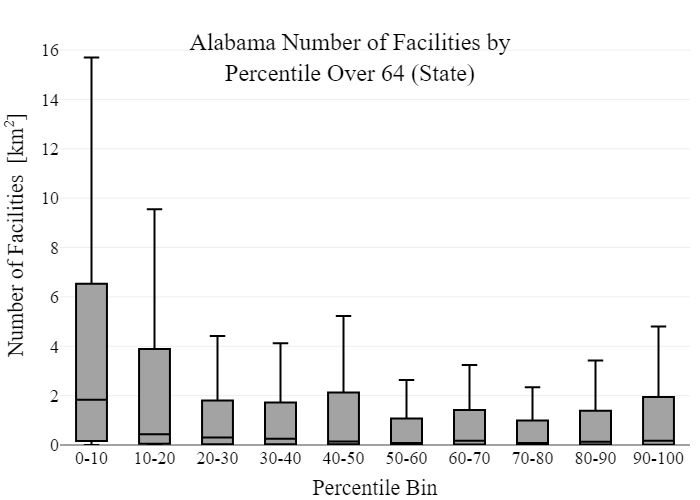 Alabama Number of Facilities by
Percentile Over 64 (State)
Number of Facilities [km²]
16
14
12
10
8
6
4
2
0
0-10 10-20 20-30 30-40 40-50 50-60 60-70 70-80 80-90 90-100
Percentile Bin